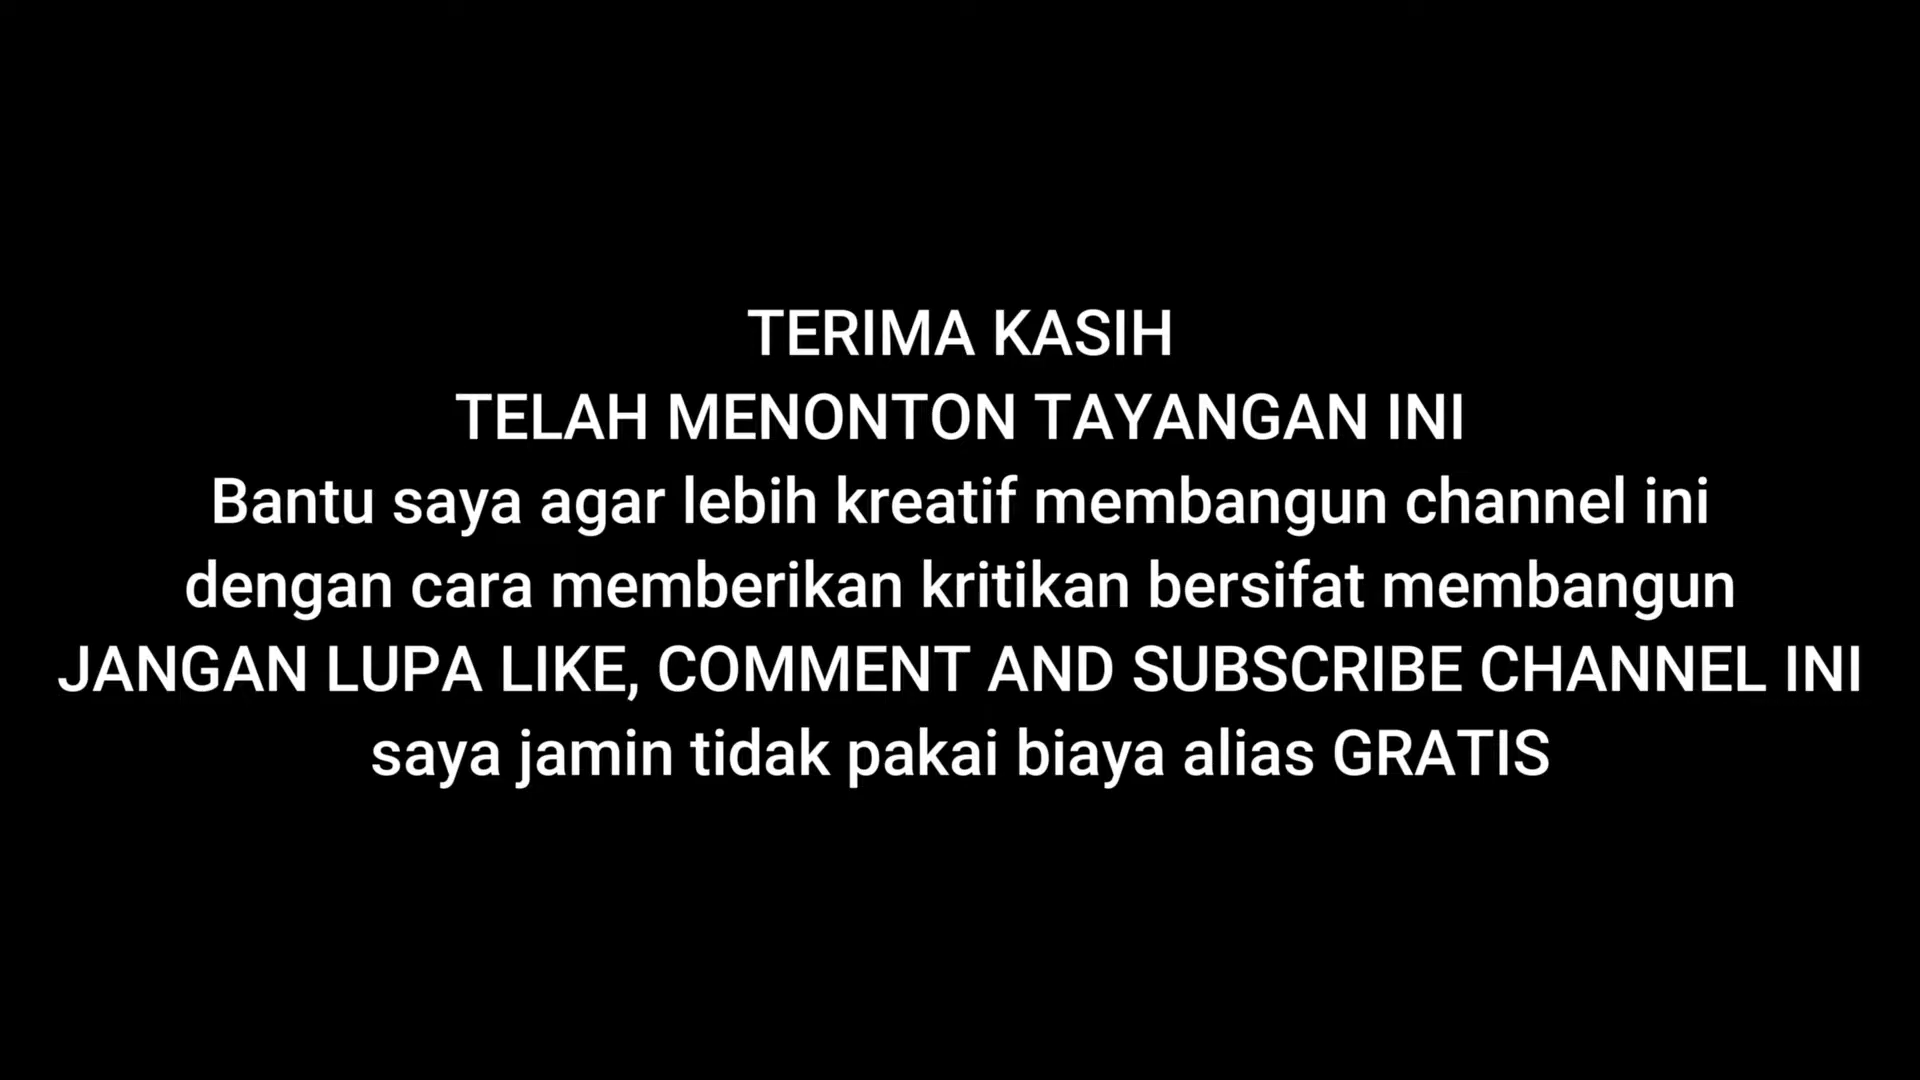 TERIMA KASIH
TELAH MENONTON TAYANGAN INI
Bantu saya agar lebih kreatif membangun channel ini
dengan cara memberikan kritikan bersifat membangun
JANGAN LUPA LIKE, COMMENT AND SUBSCRIBE CHANNEL INI
saya jamin tidak pakai biaya alias GRATIS